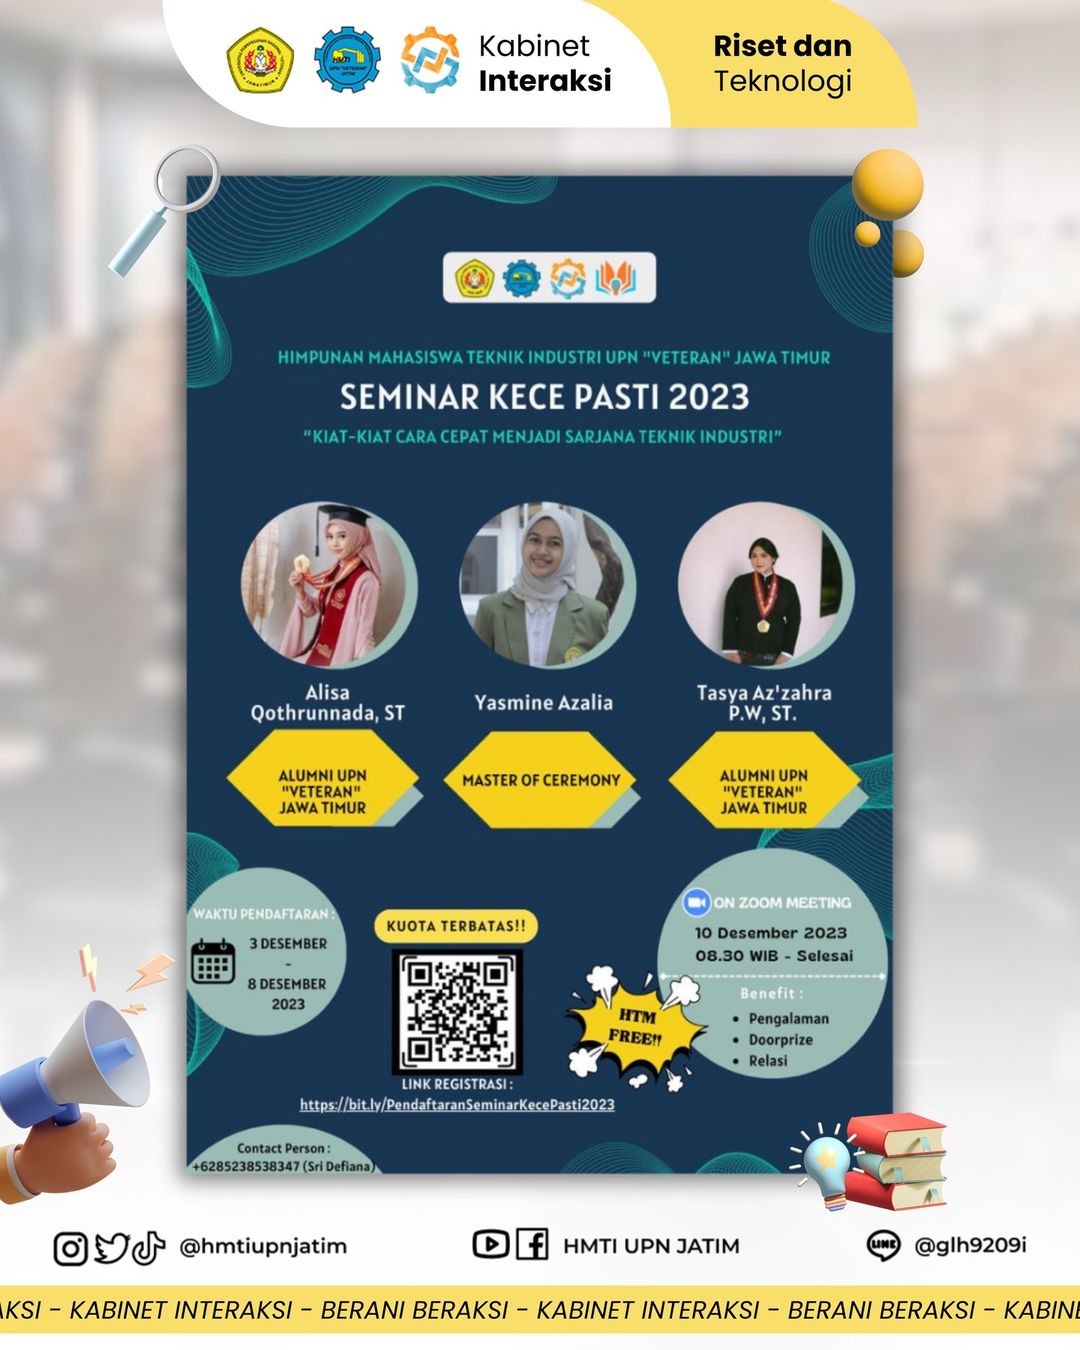 Kabinet
Interaksi
Riset dan
Teknologi
HMTI
UPN "VETERAN"
JATIM
HIMPUNAN MAHASISWA TEKNIK INDUSTRI UPN "VETERAN" JAWA TIMUR
SEMINAR KECE PASTI 2023
"KIAT-KIAT CARA CEPAT MENJADI SARJANA TEKNIK INDUSTRI"
Alisa
Qothrunnada, ST
Yasmine Azalia
Tasya Az'zahra
P.W, ST.
ALUMNI UPN
"VETERAN"
JAWA TIMUR
MASTER OF CEREMONY
ALUMNI UPN
"VETERAN"
JAWA TIMUR
WAKTU PENDAFTARAN :
3 DESEMBER
-
8 DESEMBER
2023
KUOTA TERBATAS!!
LINK REGISTRASI :
https://bit.ly/PendaftaranSeminarKecePasti2023
HTM
FREE!!
ON ZOOM MEETING
10 Desember 2023
08.30 WIB - Selesai
Benefit :
• Pengalaman
• Doorprize
• Relasi
Contact Person :
+6285238538347 (Sri Defiana)
@hmtiupnjatim
HMTI UPN JATIM
LINE
@glh9209i
AKSI - KABINET INTERAKSI - BERANI BERAKSI - KABINET INTERAKSI - BERANI BERAKSI - KABINE